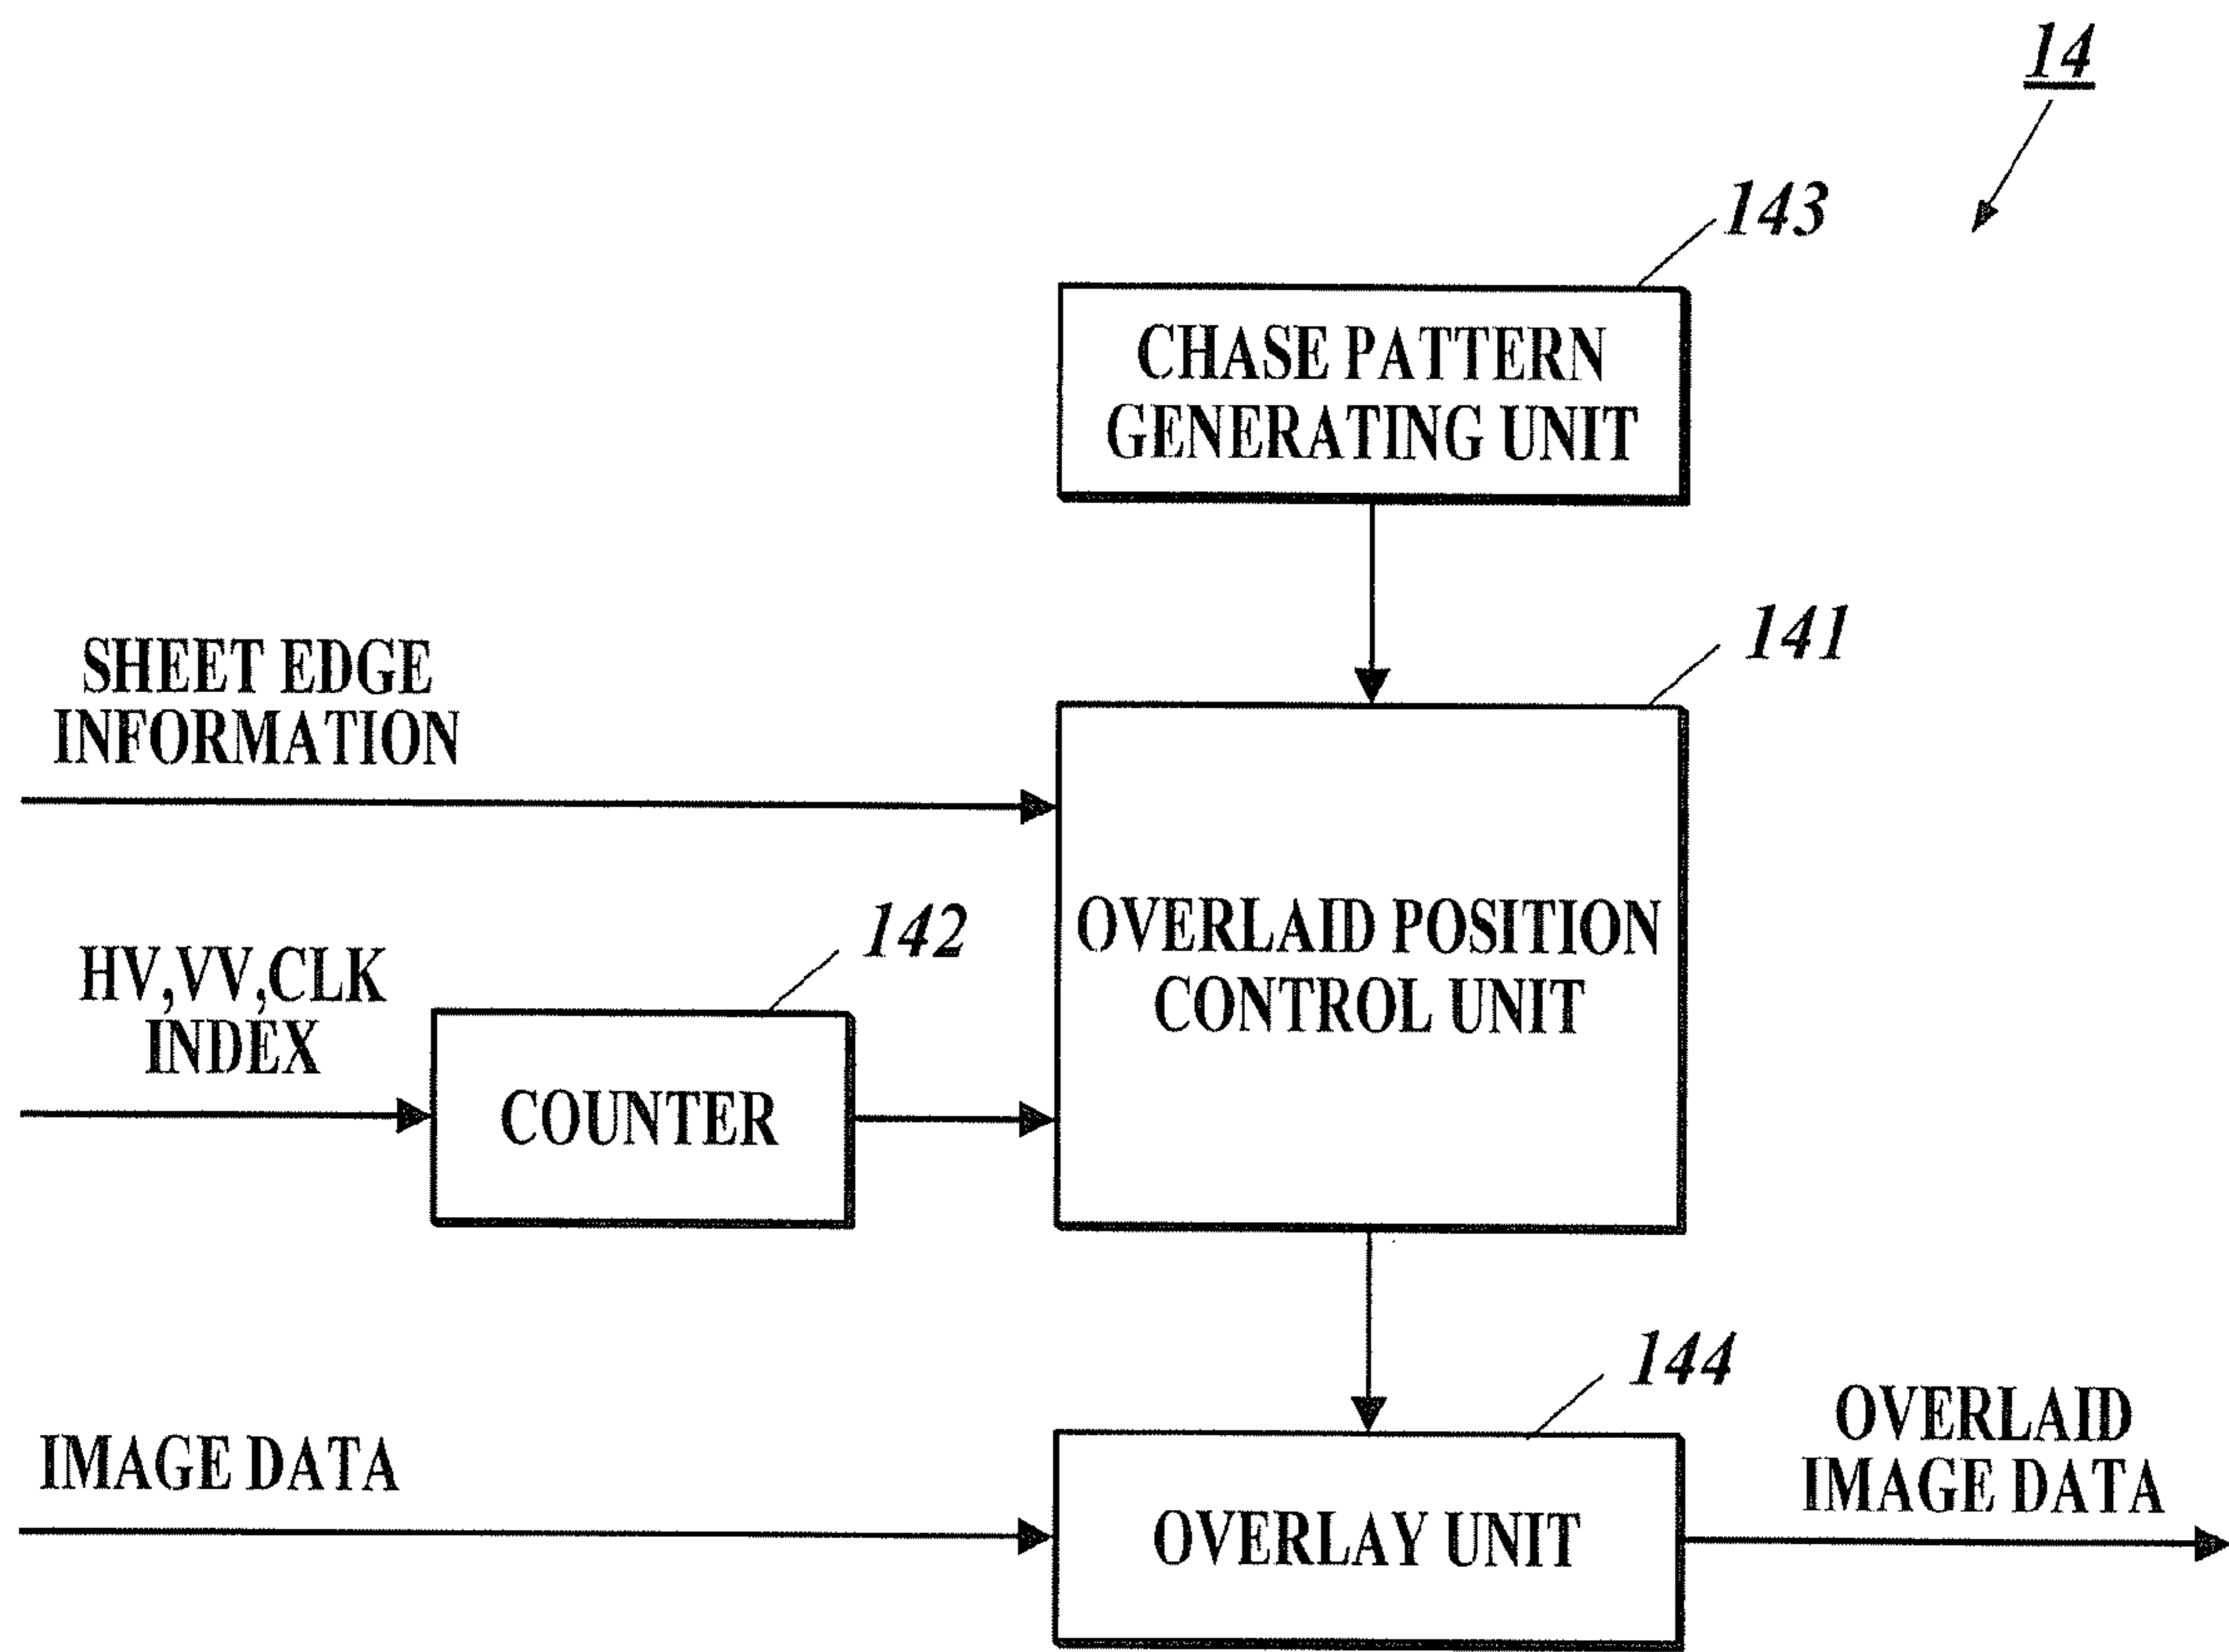 14
143
CHASE PATTERN
GENERATING UNIT
141
SHEET EDGE
INFORMATION
OVERLAID POSITION
CONTROL UNIT
142
HV,VV,CLK
INDEX
COUNTER
144
IMAGE DATA
OVERLAY UNIT
OVERLAID
IMAGE DATA